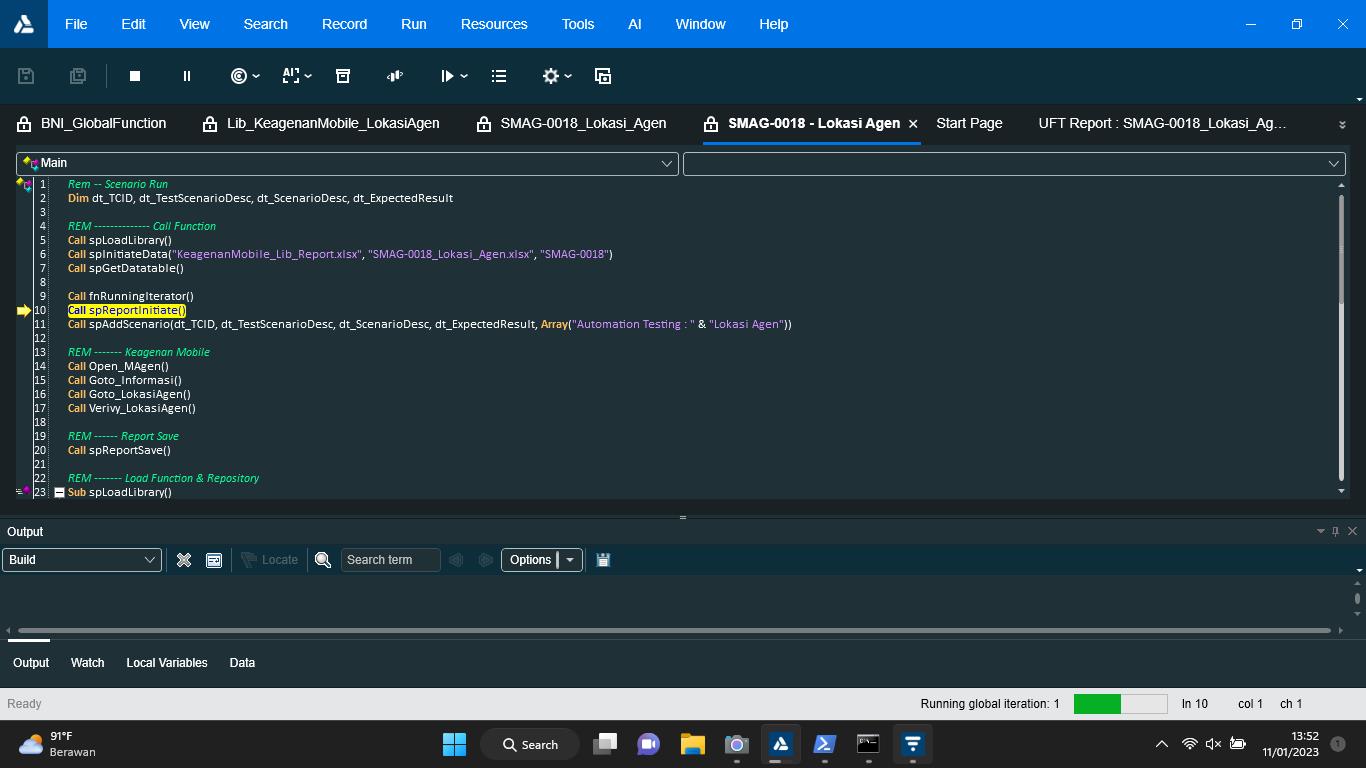 File Edit View Search Record Run Resources Tools AI Window Help
BNI_GlobalFunction Lib_KeagenanMobile_LokasiAgen SMAG-0018_Lokasi_Agen SMAG-0018 - Lokasi Agen Start Page UFT Report : SMAG-0018_Lokasi_Ag...
Main
1 Rem -- Scenario Run
2 Dim dt_TCID, dt_TestScenarioDesc, dt_ScenarioDesc, dt_ExpectedResult
3
4 REM -------------- Call Function
5 Call spLoadLibrary()
6 Call spInitiateData("KeagenanMobile_Lib_Report.xlsx", "SMAG-0018_Lokasi_Agen.xlsx", "SMAG-0018")
7 Call spGetDatatable()
8
9 Call fnRunningIterator()
10 Call spReportInitiate()
11 Call spAddScenario(dt_TCID, dt_TestScenarioDesc, dt_ScenarioDesc, dt_ExpectedResult, Array("Automation Testing : " & "Lokasi Agen"))
12
13 REM ------- Keagenan Mobile
14 Call Open_MAgen()
15 Call Goto_Informasi()
16 Call Goto_LokasiAgen()
17 Call Verivy_LokasiAgen()
18
19 REM ------ Report Save
20 Call spReportSave()
21
22 REM ------- Load Function & Repository
23 Sub spLoadLibrary()
Output
Build Locate Search term Options
Output Watch Local Variables Data
Ready Running global iteration: 1 ln 10 col 1 ch 1
91°F
Berawan
Search
13:52
11/01/2023
1